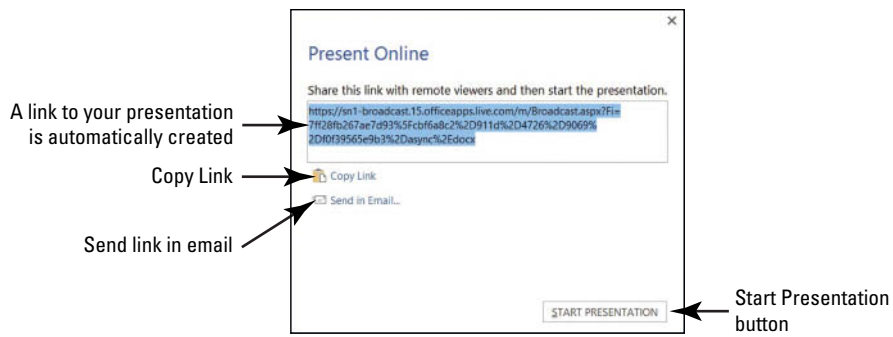 Present Online
Share this link with remote viewers and then start the presentation.
A link to your presentation
is automatically created
https://sn1-broadcast.15.officeapps.live.com/m/Broadcast.aspx?Fi=
7ff28fb267ae7d93%5Fcbf6a8c2%2D911d%2D4726%2D9069%
2Df0f39565e9b3%2Dasync%2Edocx
Copy Link
Copy Link
Send in Email...
Send link in email
START PRESENTATION
Start Presentation
button